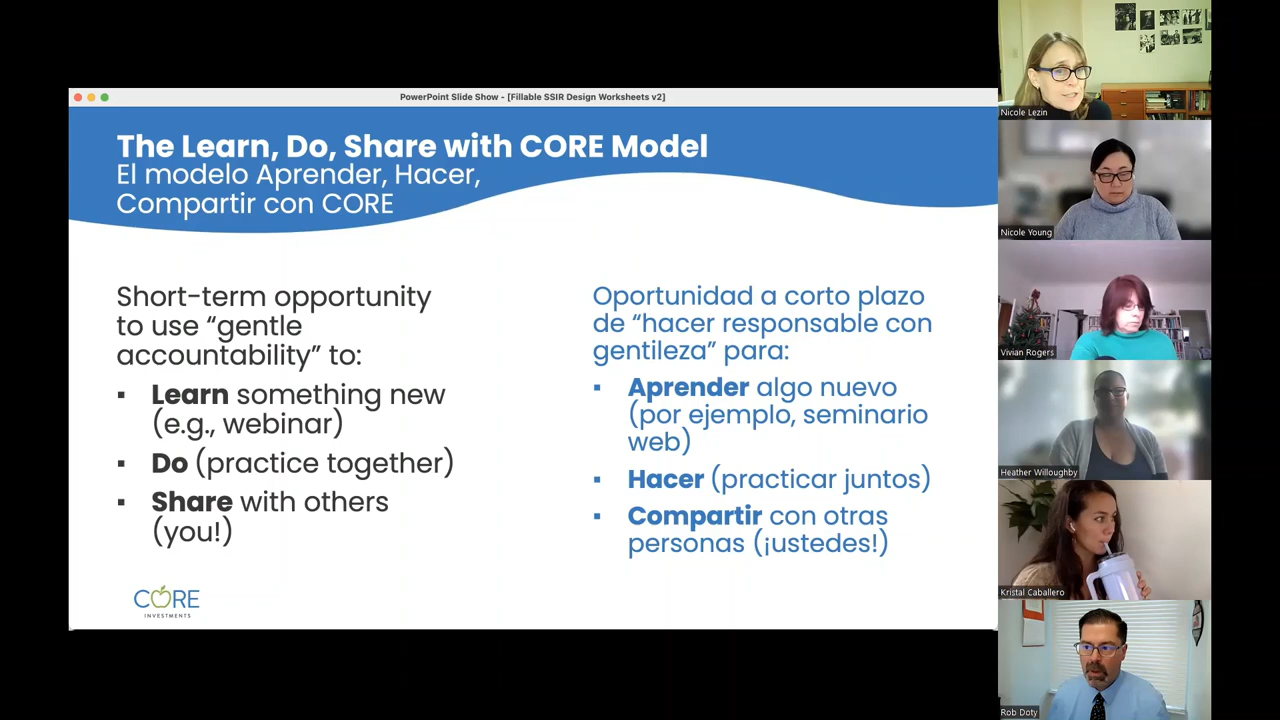 PowerPoint Slide Show - [Fillable SSIR Design Worksheets v2]
The Learn, Do, Share with CORE Model
El modelo Aprender, Hacer,
Compartir con CORE
Short-term opportunity
to use “gentle
accountability” to:
▪ Learn something new
(e.g., webinar)
▪ Do (practice together)
▪ Share with others
(you!)
Oportunidad a corto plazo
de “hacer responsable con
gentileza” para:
▪ Aprender algo nuevo
(por ejemplo, seminario
web)
▪ Hacer (practicar juntos)
▪ Compartir con otras
personas (¡ustedes!)
CORE
INVESTMENTS
Nicole Lezin
Nicole Young
Vivian Rogers
Heather Willoughby
Kristal Caballero
Rob Doty